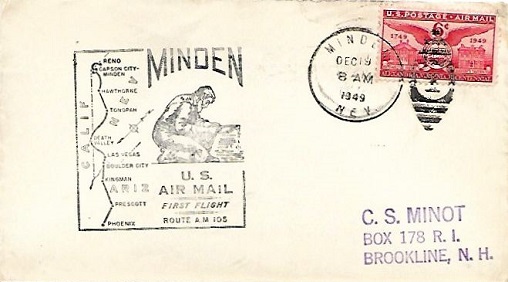 MINDEN
RENO
CARSON CITY-
MINDEN
HAWTHORNE
TONOPAH
DEATH
VALLEY
LAS VEGAS
BOULDER CITY
KINGMAN
PRESCOTT
PHOENIX
CALIF
NEV
ARIZ
U.S.
AIR MAIL
FIRST FLIGHT
ROUTE A.M. 105
MINDEN
DEC 19
8 AM
1949
NEV.
U.S. POSTAGE - AIR MAIL
1749 6¢ 1949
ALEXANDRIA, VIRGINIA BICENTENNIAL
C. S. MINOT
BOX 178 R. I.
BROOKLINE, N. H.